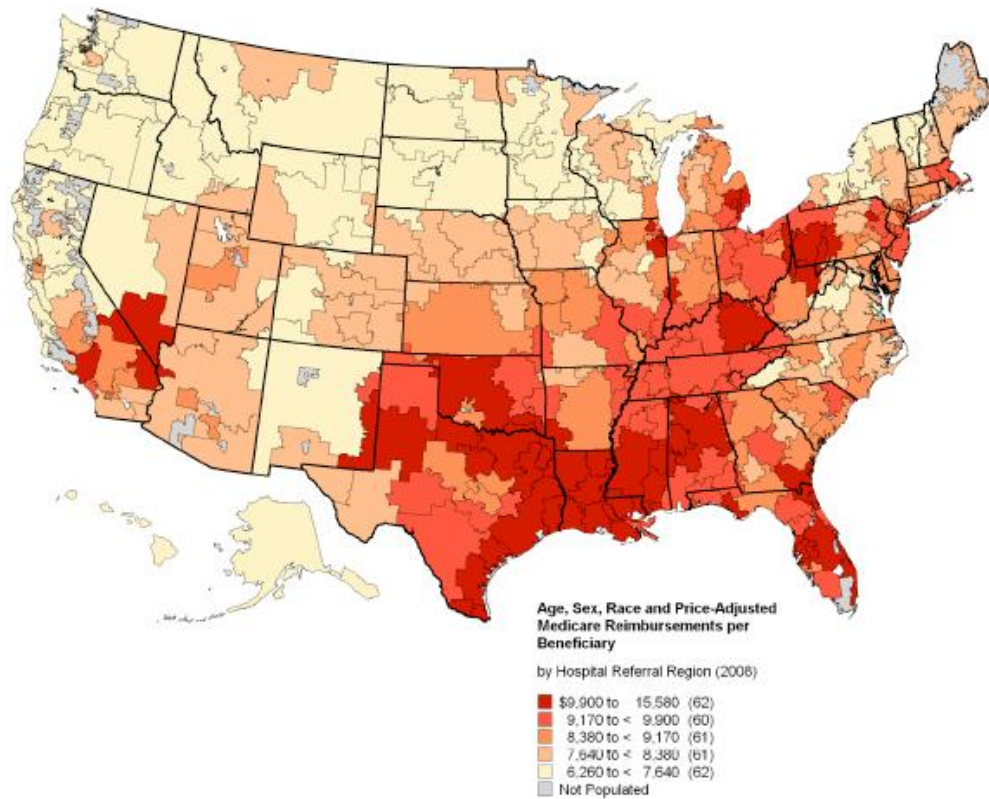 Age, Sex, Race and Price-Adjusted
Medicare Reimbursements per
Beneficiary
by Hospital Referral Region (2008)
$9,900 to 15,580 (62)
9,170 to < 9,900 (60)
8,380 to < 9,170 (61)
7,640 to < 8,380 (61)
6,260 to < 7,640 (62)
Not Populated